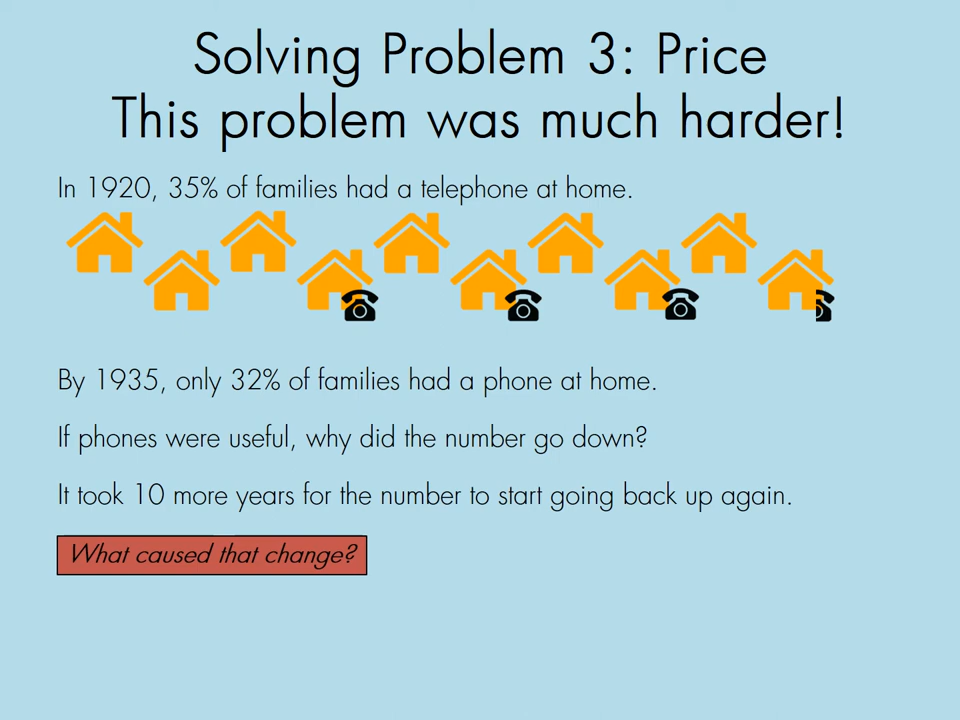 Solving Problem 3: Price
This problem was much harder!
In 1920, 35% of families had a telephone at home.
By 1935, only 32% of families had a phone at home.
If phones were useful, why did the number go down?
It took 10 more years for the number to start going back up again.
What caused that change?